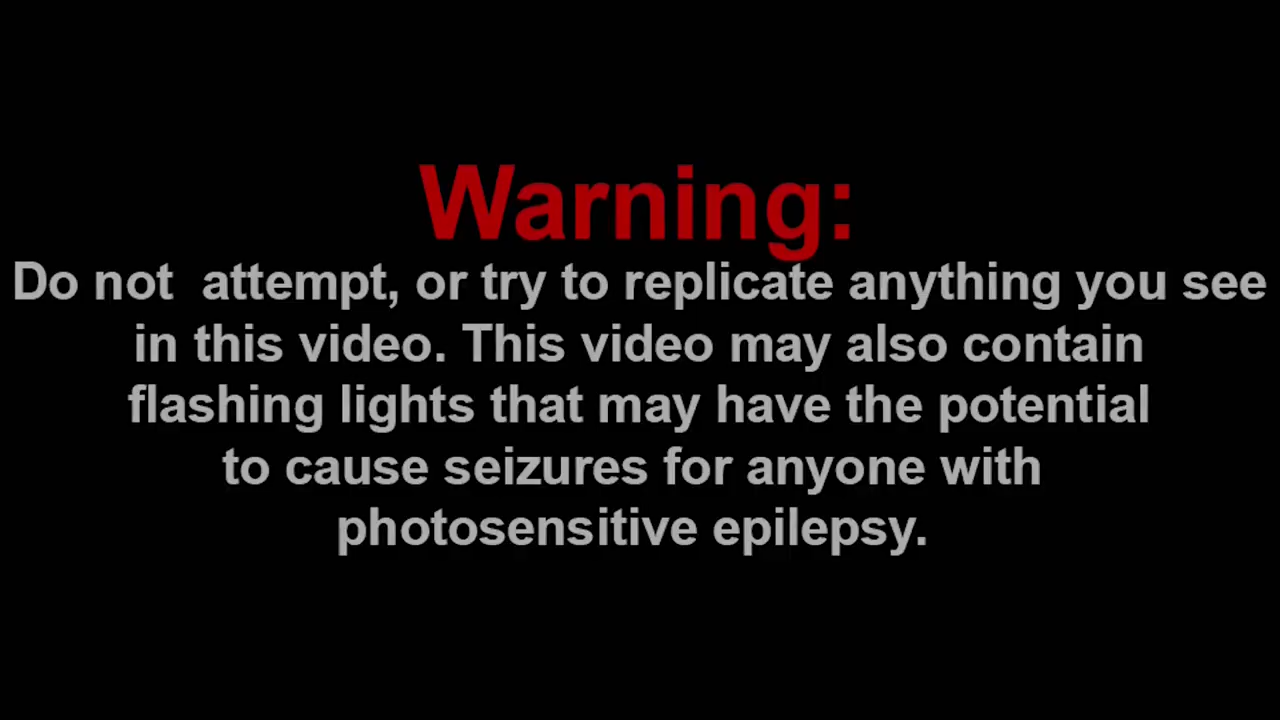 Warning:
Do not  attempt, or try to replicate anything you see
in this video. This video may also contain
flashing lights that may have the potential
to cause seizures for anyone with
photosensitive epilepsy.